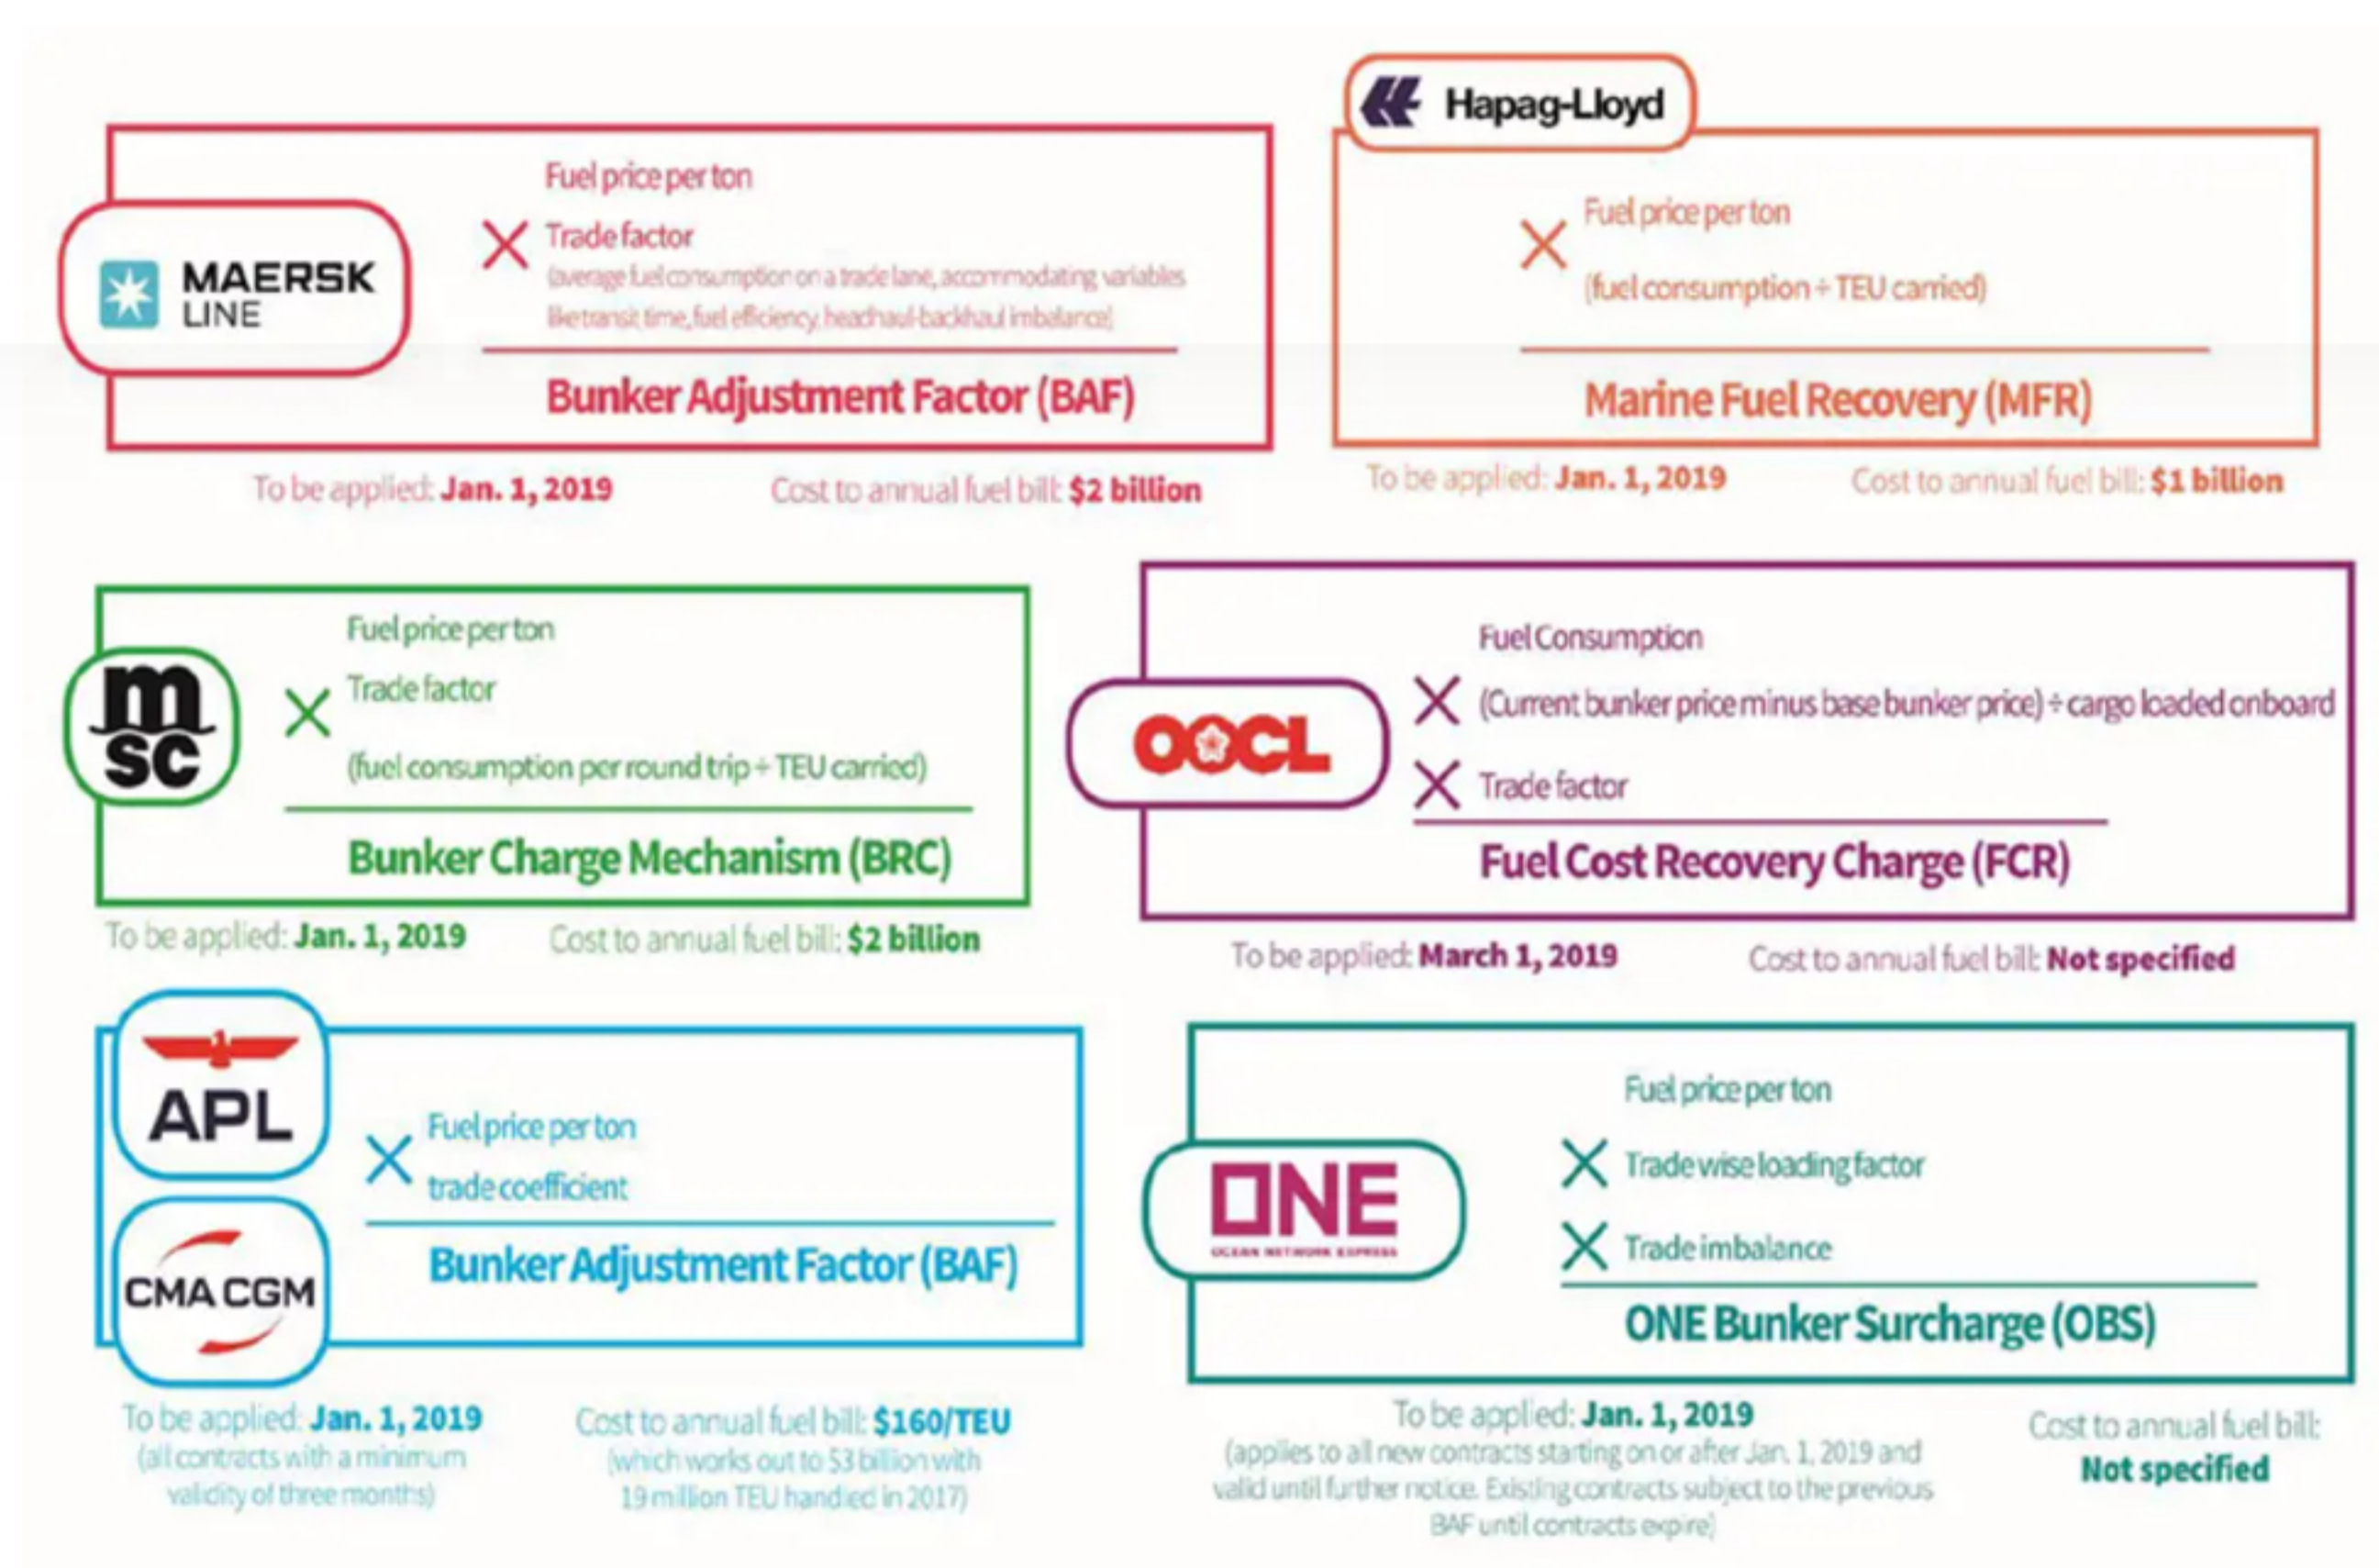 MAERSK
LINE
Fuel price per ton
Trade factor
(average fuel consumption on a trade lane, accommodating variables
like transit time, fuel efficiency, headhaul-backhaul imbalance)
Bunker Adjustment Factor (BAF)
To be applied: Jan. 1, 2019
Cost to annual fuel bill: $2 billion
Hapag-Lloyd
Fuel price per ton
(fuel consumption ÷ TEU carried)
Marine Fuel Recovery (MFR)
To be applied: Jan. 1, 2019
Cost to annual fuel bill: $1 billion
m
sc
Fuel price per ton
Trade factor
(fuel consumption per round trip ÷ TEU carried)
Bunker Charge Mechanism (BRC)
To be applied: Jan. 1, 2019
Cost to annual fuel bill: $2 billion
OOCL
Fuel Consumption
(Current bunker price minus base bunker price) ÷ cargo loaded onboard
Trade factor
Fuel Cost Recovery Charge (FCR)
To be applied: March 1, 2019
Cost to annual fuel bill: Not specified
APL
CMA CGM
Fuel price per ton
trade coefficient
Bunker Adjustment Factor (BAF)
To be applied: Jan. 1, 2019
(all contracts with a minimum
validity of three months)
Cost to annual fuel bill: $160/TEU
(which works out to $3 billion with
19 million TEU handled in 2017)
ONE
OCEAN NETWORK EXPRESS
Fuel price per ton
Trade wise loading factor
Trade imbalance
ONE Bunker Surcharge (OBS)
To be applied: Jan. 1, 2019
(applies to all new contracts starting on or after Jan. 1, 2019 and
valid until further notice. Existing contracts subject to the previous
BAF until contracts expire)
Cost to annual fuel bill:
Not specified